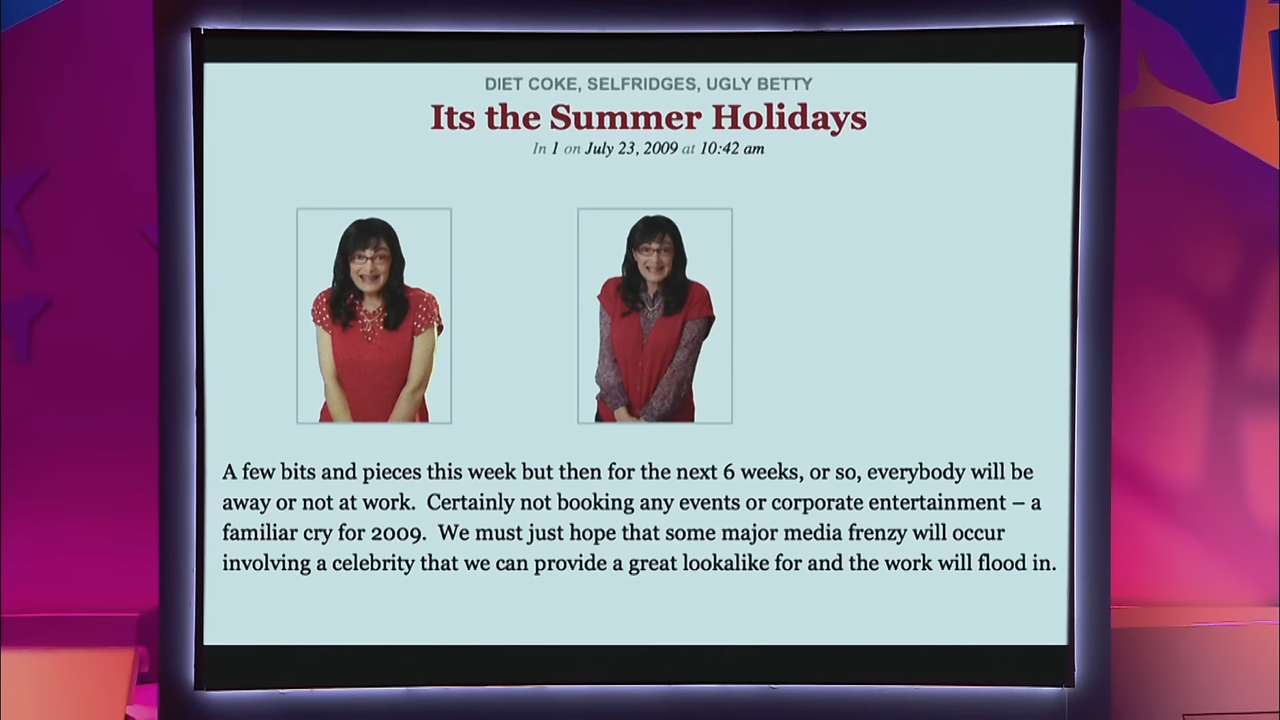 DIET COKE, SELFRIDGES, UGLY BETTY
Its the Summer Holidays
In 1 on July 23, 2009 at 10:42 am
A few bits and pieces this week but then for the next 6 weeks, or so, everybody will be
away or not at work.  Certainly not booking any events or corporate entertainment – a
familiar cry for 2009.  We must just hope that some major media frenzy will occur
involving a celebrity that we can provide a great lookalike for and the work will flood in.